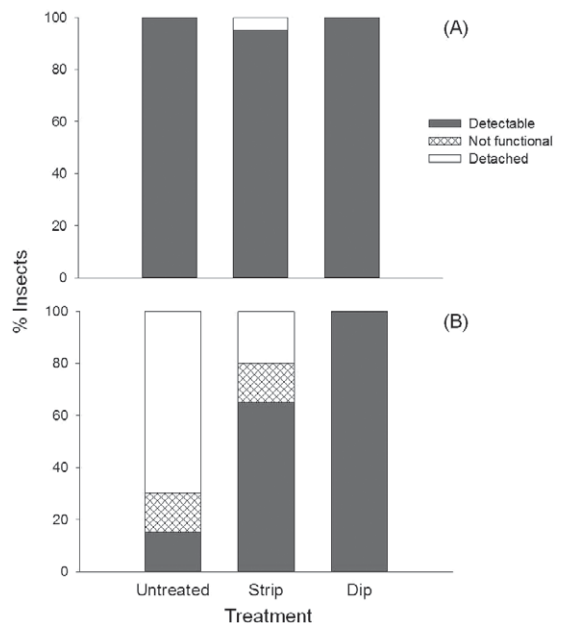 100
80
60
40
20
0
(A)
Detectable
Not functional
Detached
% Insects
100
80
60
40
20
0
(B)
Untreated Strip Dip
Treatment